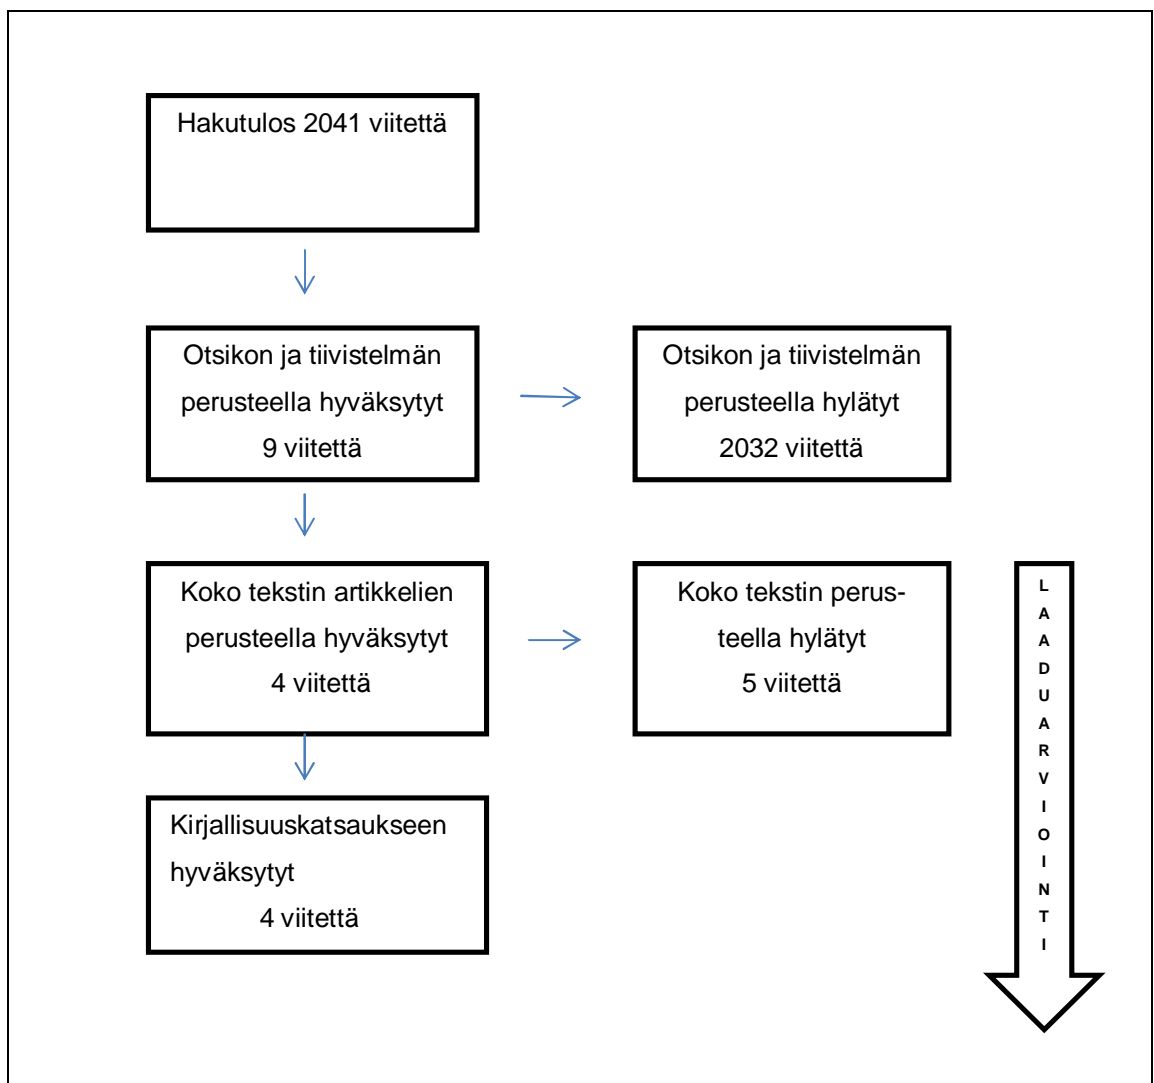 Hakutulos 2041 viitettä
Otsikon ja tiivistelmän
perusteella hyväksytyt
9 viitettä
Otsikon ja tiivistelmän
perusteella hylätyt
2032 viitettä
Koko tekstin artikkelien
perusteella hyväksytyt
4 viitettä
Koko tekstin perus-
teella hylätyt
5 viitettä
Kirjallisuuskatsaukseen
hyväksytyt
4 viitettä
L
A
A
D
U
A
R
V
I
O
I
N
T
I